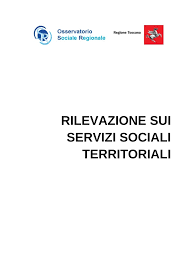 Osservatorio
Sociale Regionale
Regione Toscana
RILEVAZIONE SUI
SERVIZI SOCIALI
TERRITORIALI